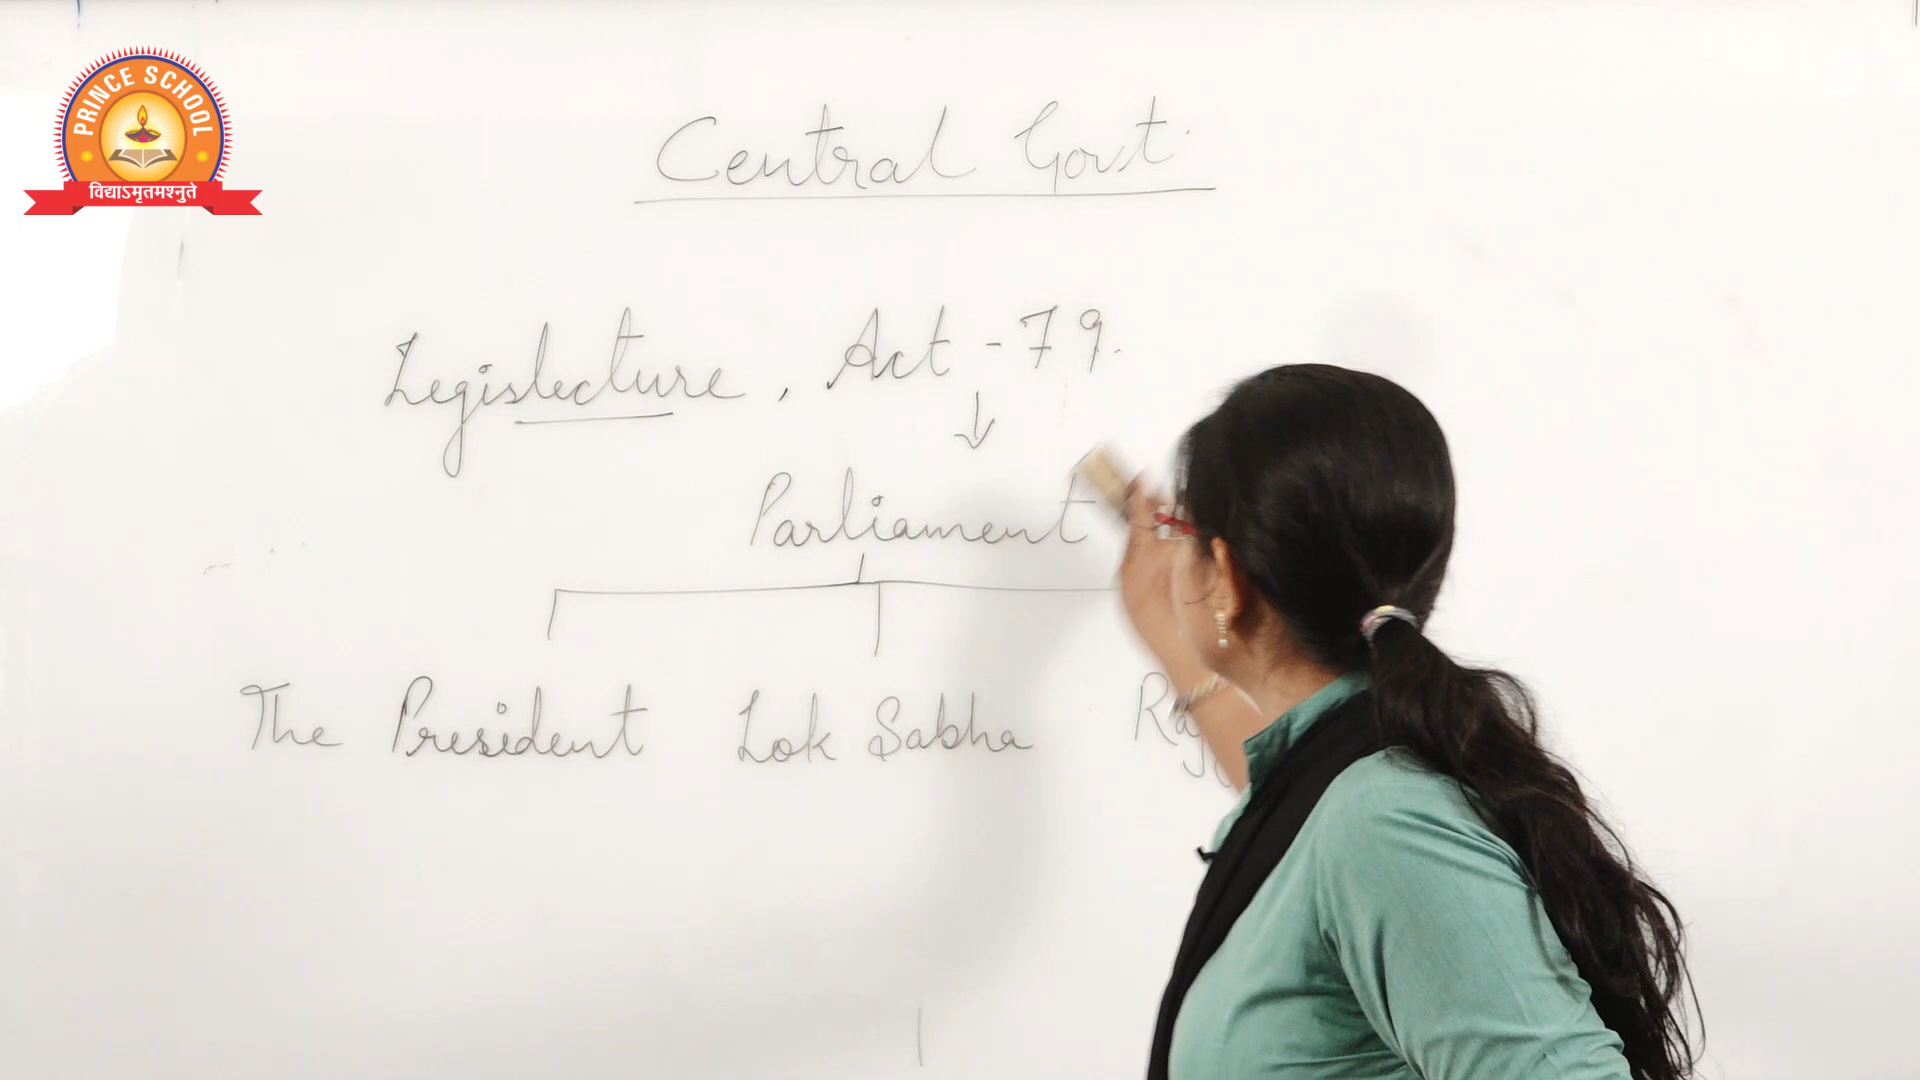 PRINCE SCHOOL
विद्याऽमृतमश्नुते
Central Govt.
Legislecture, Act - 79.
Parliament
The President Lok Sabha